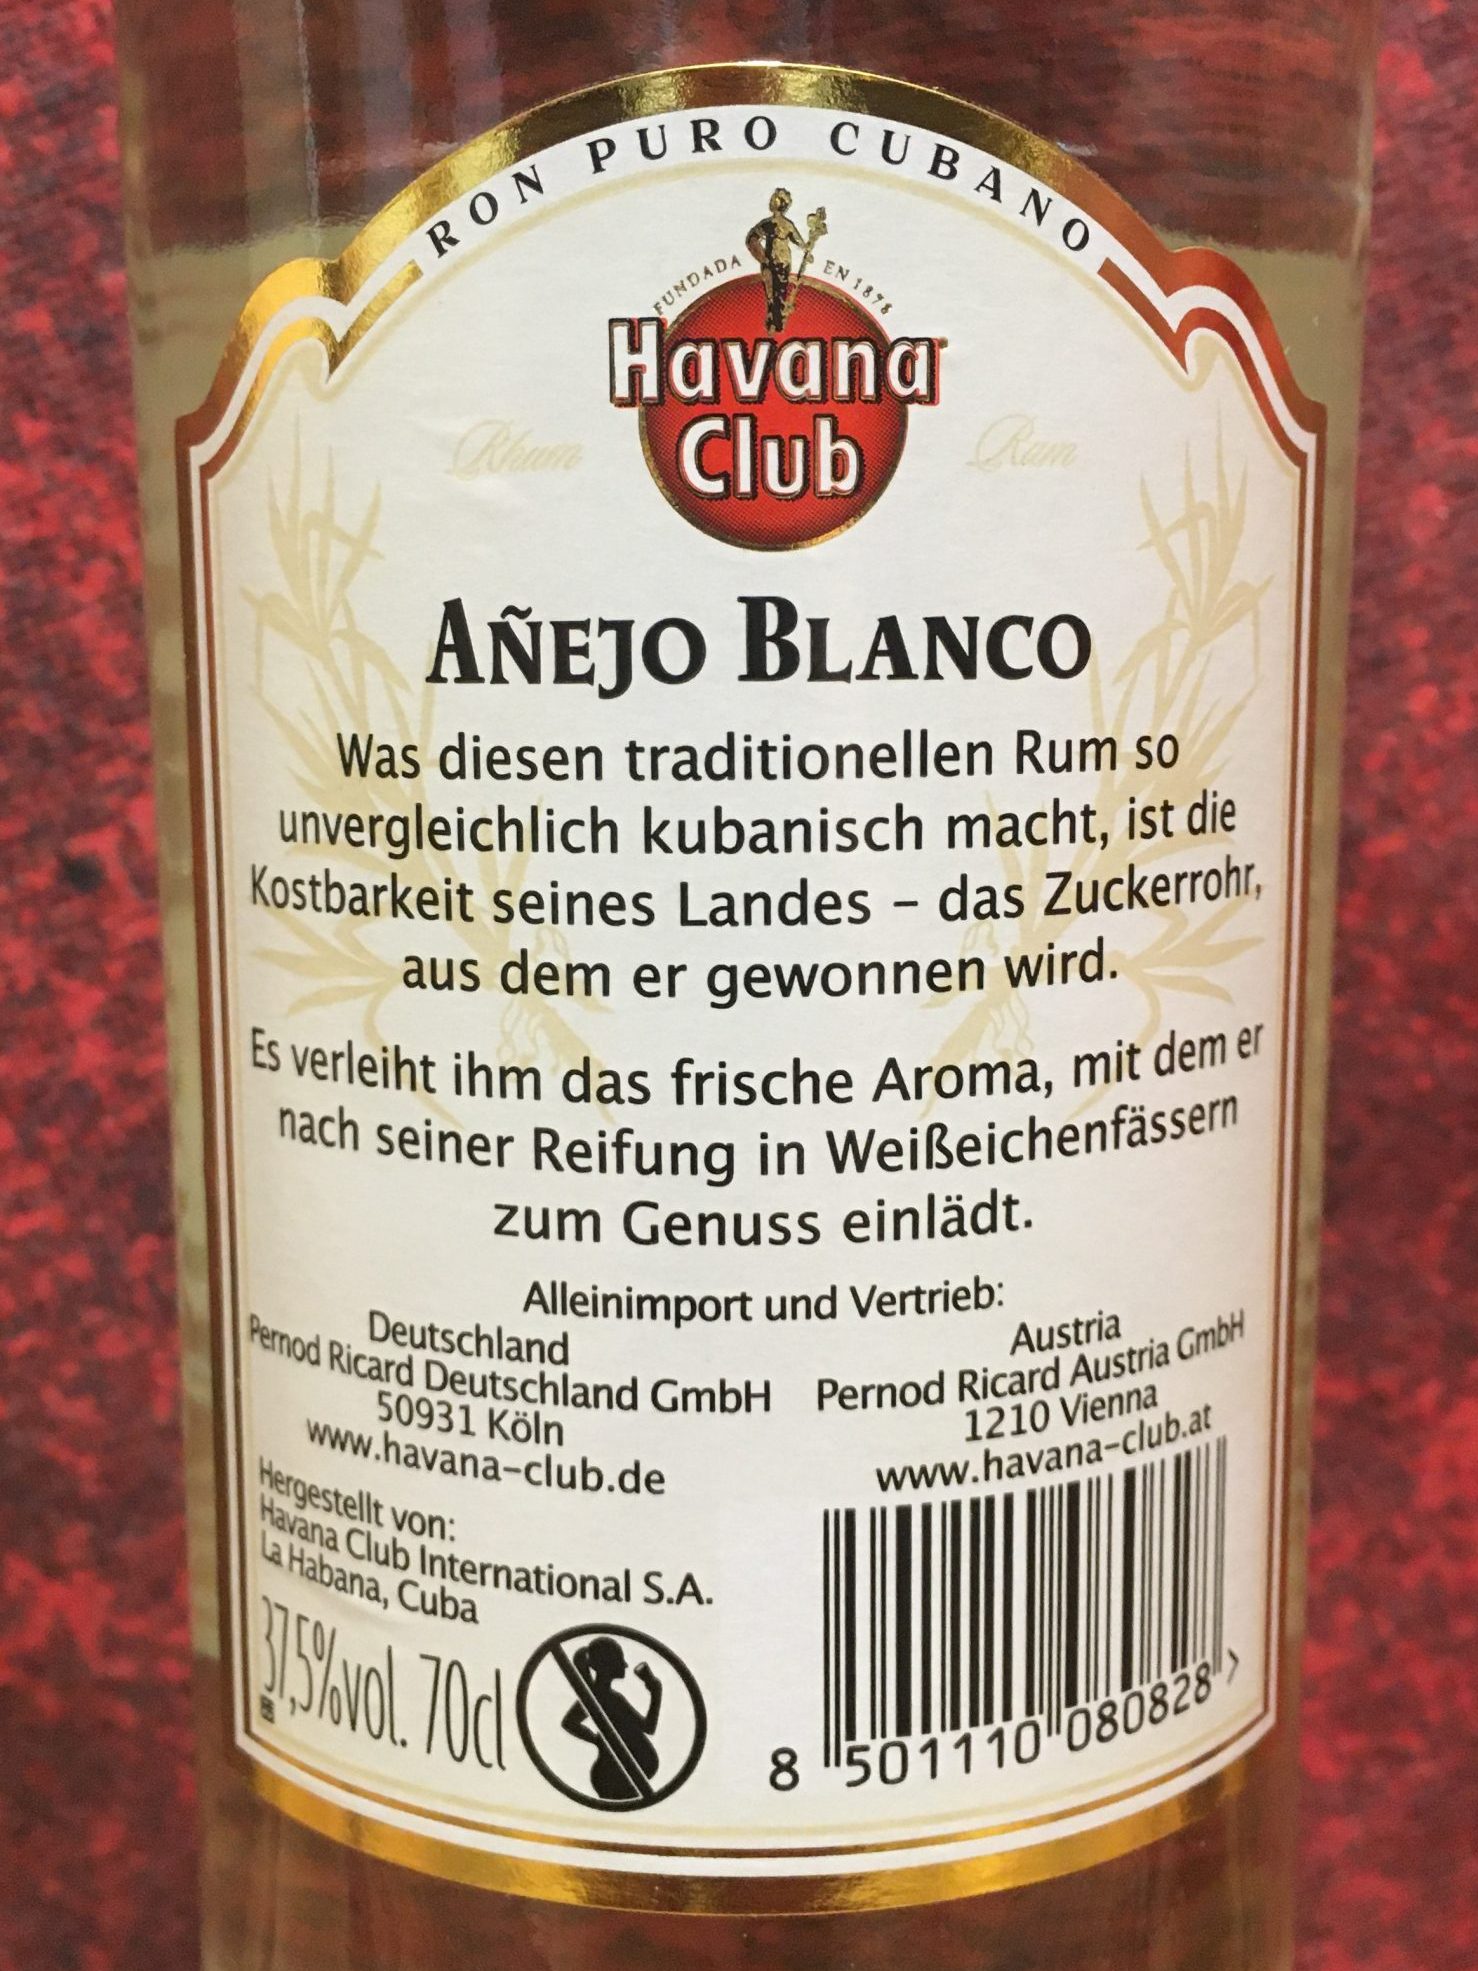 RON PURO CUBANO
FUNDADA EN 1878
Havana
Club
Rhum Rum
AÑEJO BLANCO
Was diesen traditionellen Rum so
unvergleichlich kubanisch macht, ist die
Kostbarkeit seines Landes – das Zuckerrohr,
aus dem er gewonnen wird.
Es verleiht ihm das frische Aroma, mit dem er
nach seiner Reifung in Weißeichenfässern
zum Genuss einlädt.
Alleinimport und Vertrieb:
Deutschland
Pernod Ricard Deutschland GmbH
50931 Köln
www.havana-club.de
Austria
Pernod Ricard Austria GmbH
1210 Vienna
www.havana-club.at
Hergestellt von:
Havana Club International S.A.
La Habana, Cuba
37,5%vol. 70cl
8 501110 080828 >